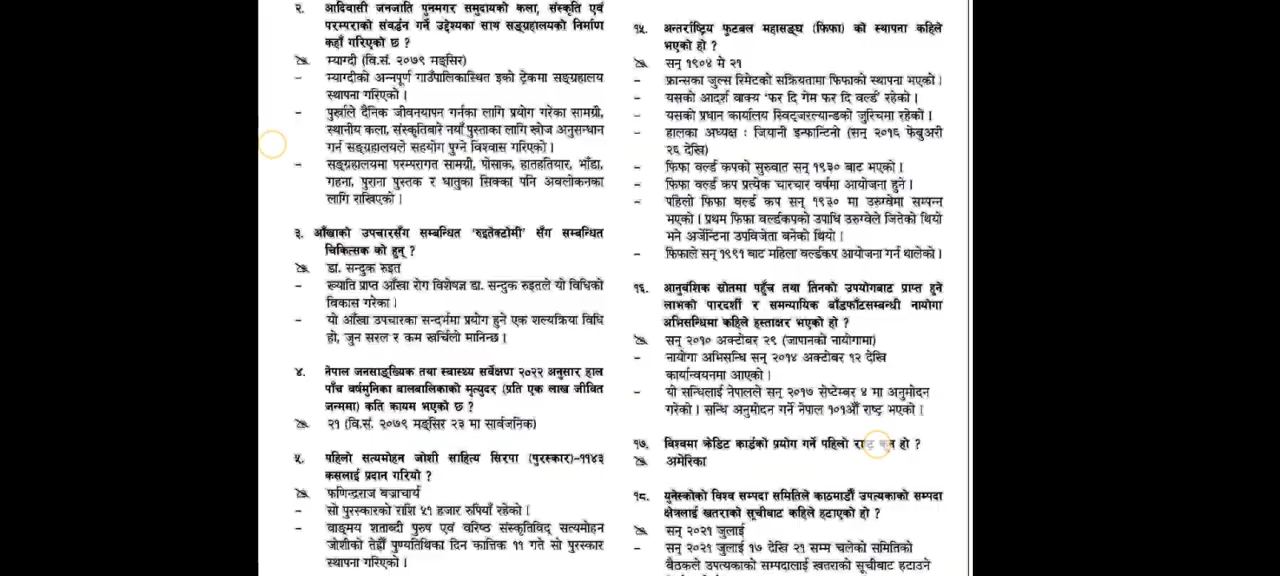 २. आदिवासी जनजाति पुनमगर समुदायको कला, संस्कृति एवं
परम्पराको संवर्द्धन गर्ने उद्देश्यका साथ सङ्ग्रहालयको निर्माण
कहाँ गरिएको छ ?
म्याग्दी (वि.सं. २०७९ मङ्सिर)
- म्याग्दीको अन्नपूर्ण गाउँपालिकास्थित इको ट्रेकमा सङ्ग्रहालय
स्थापना गरिएको ।
- पुर्खाले दैनिक जीवनयापन गर्नका लागि प्रयोग गरेका सामग्री,
स्थानीय कला, संस्कृतिबारे नयाँ पुस्ताका लागि खोज अनुसन्धान
गर्न सङ्ग्रहालयले सहयोग पुग्ने विश्वास गरिएको ।
- सङ्ग्रहालयमा परम्परागत सामग्री, पोसाक, हातहतियार, भाँडा,
गहना, पुराना पुस्तक र धातुका सिक्का पनि अवलोकनका
लागि राखिएको ।
३. आँखाको उपचारसँग सम्बन्धित ‘रुइतेक्टोमी’ सँग सम्बन्धित
चिकित्सक को हुन् ?
डा. सन्दुक रुइत
- ख्याति प्राप्त आँखा रोग विशेषज्ञ डा. सन्दुक रुइतले यो विधिको
विकास गरेका ।
- यो आँखा उपचारका सन्दर्भमा प्रयोग हुने एक शल्यक्रिया विधि
हो, जुन सरल र कम खर्चिलो मानिन्छ ।
४. नेपाल जनसाङ्ख्यिक तथा स्वास्थ्य सर्वेक्षण २०२२ अनुसार हाल
पाँच वर्षमुनिका बालबालिकाको मृत्युदर (प्रति एक लाख जीवित
जन्ममा) कति कायम भएको छ ?
२१ (वि.सं. २०७९ मङ्सिर २३ मा सार्वजनिक)
५. पहिलो सत्यमोहन जोशी साहित्य सिरपा (पुरस्कार)-११४३
कसलाई प्रदान गरियो ?
फणिन्द्रराज बज्राचार्य
- सो पुरस्कारको राशि ५१ हजार रुपियाँ रहेको ।
- वाङ्मय शताब्दी पुरुष एवं वरिष्ठ संस्कृतिविद् सत्यमोहन
जोशीको तेह्रौँ पुण्यतिथिका दिन कात्तिक ११ गते सो पुरस्कार
स्थापना गरिएको ।
१५. अन्तर्राष्ट्रिय फुटबल महासङ्घ (फिफा) को स्थापना कहिले
भएको हो ?
सन् १९०४ मे २१
- फ्रान्सका जुल्स रिमेटको सक्रियतामा फिफाको स्थापना भएको ।
- यसको आदर्श वाक्य ‘फर दि गेम फर दि वर्ल्ड’ रहेको ।
- यसको प्रधान कार्यालय स्विट्जरल्यान्डको जुरिचमा रहेको ।
- हालका अध्यक्ष : जियानी इन्फान्टिनो (सन् २०१६ फेब्रुअरी
२६ देखि)
- फिफा वर्ल्ड कपको सुरुवात सन् १९३० बाट भएको ।
- फिफा वर्ल्ड कप प्रत्येक चारचार वर्षमा आयोजना हुने ।
- पहिलो फिफा वर्ल्ड कप सन् १९३० मा उरुग्वेमा सम्पन्न
भएको । प्रथम फिफा वर्ल्डकपको उपाधि उरुग्वेले जितेको थियो
भने अर्जेन्टिना उपविजेता बनेको थियो ।
- फिफाले सन् १९९१ बाट महिला वर्ल्डकप आयोजना गर्न थालेको ।
१६. आनुवंशिक स्रोतमा पहुँच तथा तिनको उपयोगबाट प्राप्त हुने
लाभको पारदर्शी र समन्यायिक बाँडफाँटसम्बन्धी नायोगा
अभिसन्धिमा कहिले हस्ताक्षर भएको हो ?
सन् २०१० अक्टोबर २९ (जापानको नायोगामा)
- नायोगा अभिसन्धि सन् २०१४ अक्टोबर १२ देखि
कार्यान्वयनमा आएको ।
- यो सन्धिलाई नेपालले सन् २०१७ सेप्टेम्बर ४ मा अनुमोदन
गरेको । सन्धि अनुमोदन गर्ने नेपाल १०१औँ राष्ट्र भएको ।
१७. विश्वमा क्रेडिट कार्डको प्रयोग गर्ने पहिलो राष्ट्र कुन हो ?
अमेरिका
१८. युनेस्कोको विश्व सम्पदा समितिले काठमाडौँ उपत्यकाको सम्पदा
क्षेत्रलाई खतराको सूचीबाट कहिले हटाएको हो ?
सन् २०२१ जुलाई
- सन् २०२१ जुलाई १७ देखि २१ सम्म चलेको समितिको
बैठकले उपत्यकाको सम्पदालाई खतराको सूचीबाट हटाउने